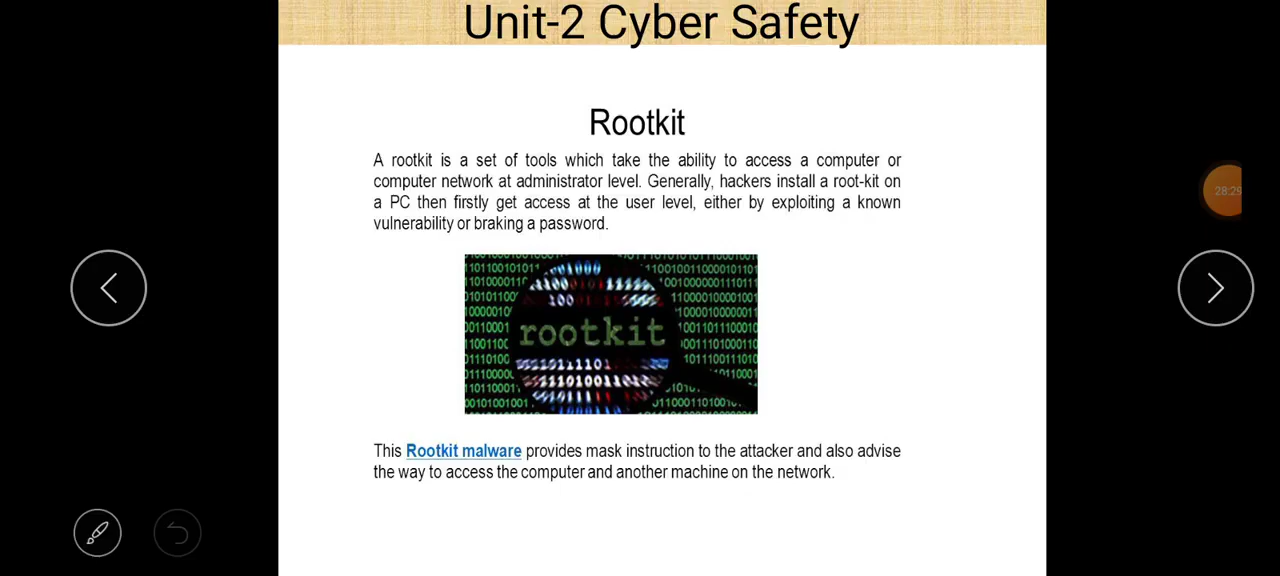 Unit-2 Cyber Safety
Rootkit
A rootkit is a set of tools which take the ability to access a computer or
computer network at administrator level. Generally, hackers install a root-kit on
a PC then firstly get access at the user level, either by exploiting a known
vulnerability or braking a password.
28:29
rootkit
This Rootkit malware provides mask instruction to the attacker and also advise
the way to access the computer and another machine on the network.